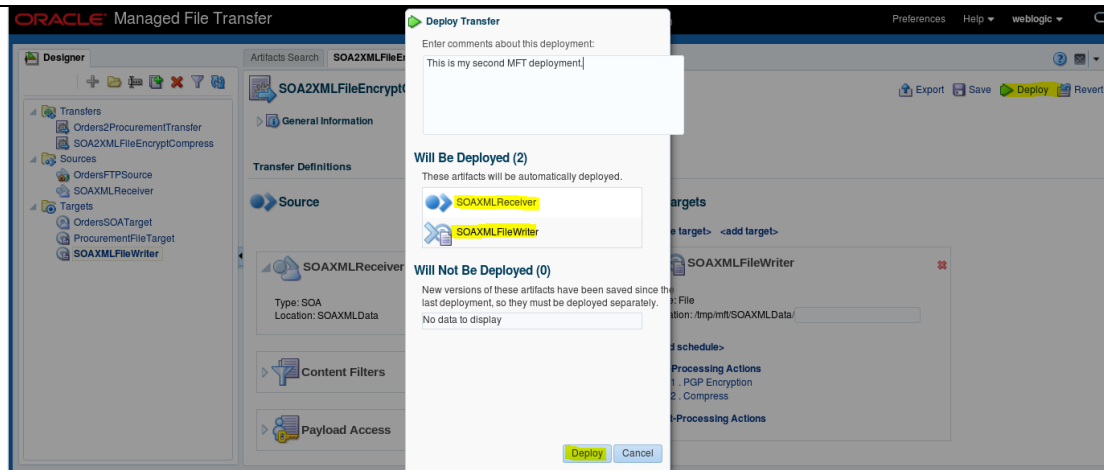 ORACLE Managed File Transfer
Preferences Help weblogic
Designer
Artifacts Search SOA2XMLFileEn
SOA2XMLFileEncrypt
Export Save Deploy Revert
General Information
Transfers
Orders2ProcurementTransfer
SOA2XMLFileEncryptCompress
Sources
OrdersFTPSource
SOAXMLReceiver
Targets
OrdersSOATarget
ProcurementFileTarget
SOAXMLFileWriter
Transfer Definitions
Source
SOAXMLReceiver
Type: SOA
Location: SOAXMLData
Content Filters
Payload Access
Deploy Transfer
Enter comments about this deployment:
This is my second MFT deployment.
Will Be Deployed (2)
These artifacts will be automatically deployed.
SOAXMLReceiver
SOAXMLFileWriter
Will Not Be Deployed (0)
New versions of these artifacts have been saved since the
last deployment, so they must be deployed separately.
No data to display
Deploy Cancel
argets
e target> <add target>
SOAXMLFileWriter
e: File
ation: /tmp/mft/SOAXMLData/
d schedule>
-Processing Actions
1 . PGP Encryption
2 . Compress
t-Processing Actions